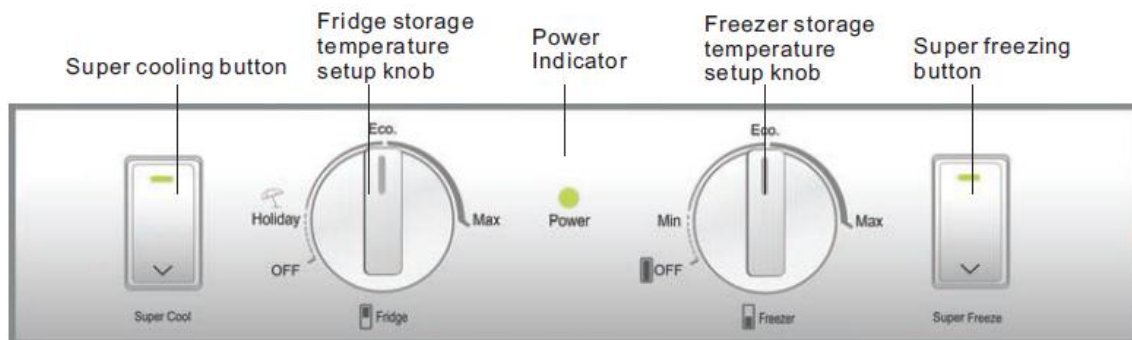 Super cooling button
Fridge storage
temperature
setup knob
Power
Indicator
Freezer storage
temperature
setup knob
Super freezing
button
Eco.
Holiday
OFF
Max
Power
Eco.
Min
OFF
Max
Super Cool
Fridge
Freezer
Super Freeze